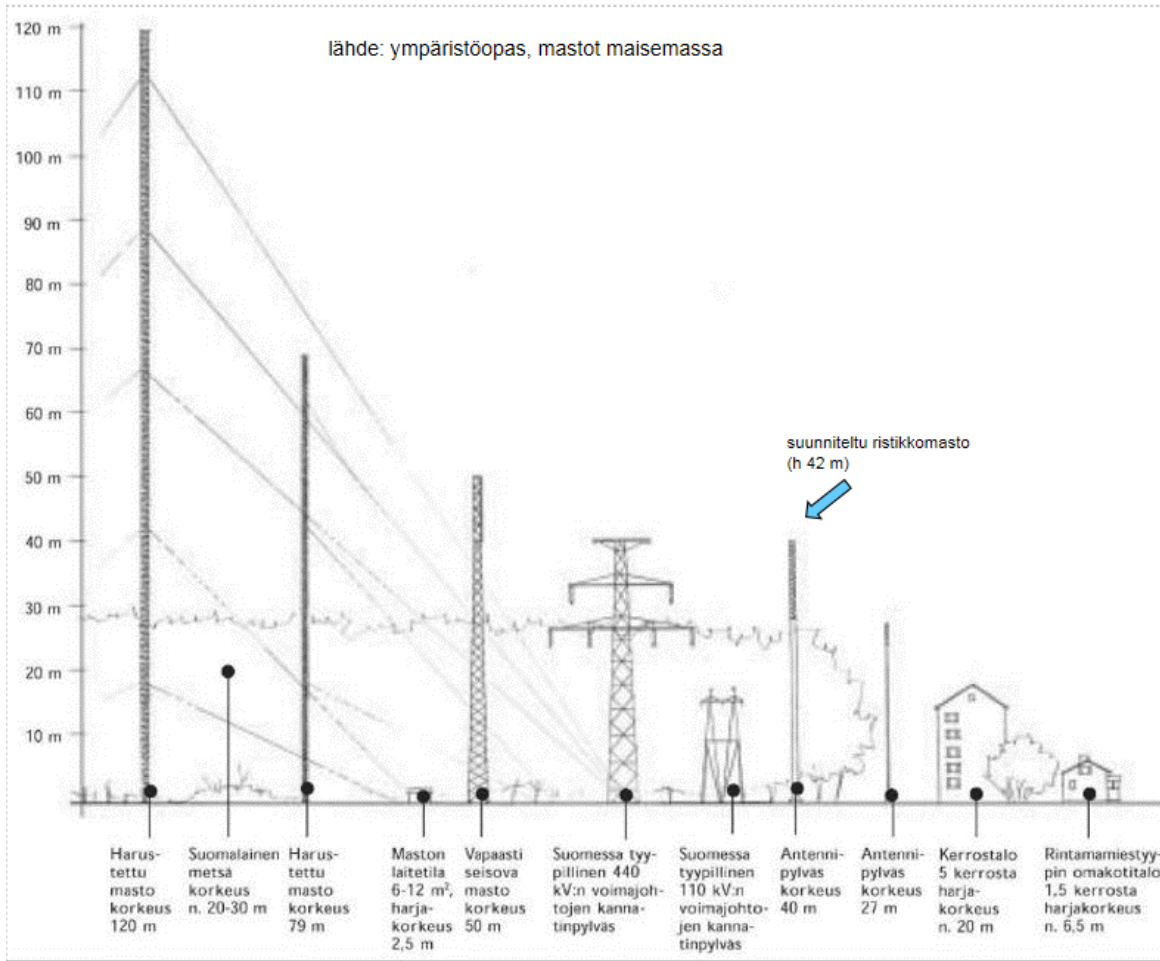 lähde: ympäristöopas, mastot maisemassa
120 m
110 m
100 m
90 m
80 m
70 m
60 m
50 m
40 m
30 m
20 m
10 m
suunniteltu ristikkomasto
(h 42 m)
Harus-
tettu
masto
korkeus
120 m
Suomalainen
metsä
korkeus
n. 20-30 m
Harus-
tettu
masto
korkeus
79 m
Maston
laitetila
6-12 m²,
harja-
korkeus
2,5 m
Vapaasti
seisova
masto
korkeus
50 m
Suomessa tyy-
pillinen 440
kV:n voimajoh-
tojen kanna-
tinpylväs
Suomessa
tyypillinen
110 kV:n
voimajohto-
jen kannat-
tinpylväs
Antenni-
pylväs
korkeus
40 m
Antenni-
pylväs
korkeus
27 m
Kerrostalo
5 kerrosta
harja-
korkeus
n. 20 m
Rintamamiestyy-
pin omakotitalo
1,5 kerrosta
harjakorkeus
n. 6,5 m